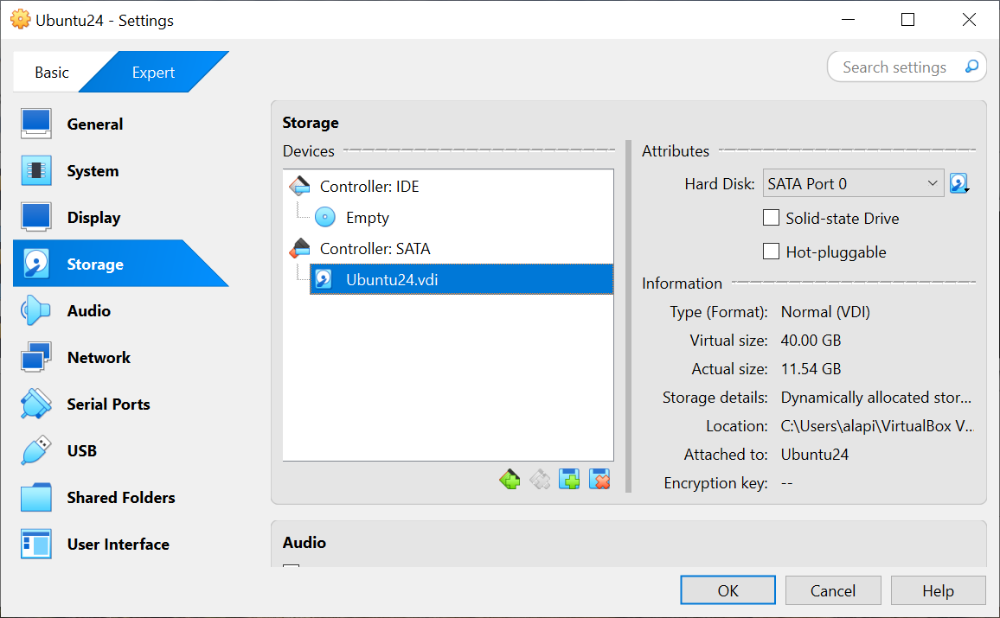 Ubuntu24 - Settings
Basic
Expert
Search settings
General
System
Display
Storage
Audio
Network
Serial Ports
USB
Shared Folders
User Interface
Storage
Devices
Controller: IDE
Empty
Controller: SATA
Ubuntu24.vdi
Attributes
Hard Disk: SATA Port 0
Solid-state Drive
Hot-pluggable
Information
Type (Format): Normal (VDI)
Virtual size: 40.00 GB
Actual size: 11.54 GB
Storage details: Dynamically allocated stor...
Location: C:\Users\alapi\VirtualBox V...
Attached to: Ubuntu24
Encryption key: --
Audio
OK
Cancel
Help